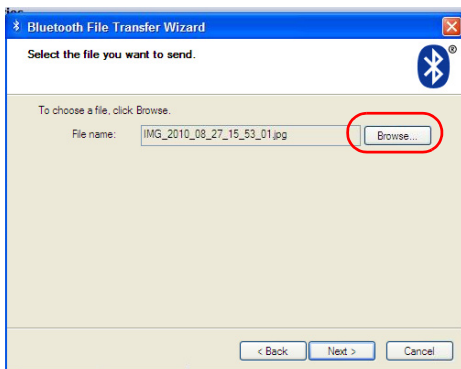 Bluetooth File Transfer Wizard
Select the file you want to send.
®
To choose a file, click Browse.
File name: IMG_2010_08_27_15_53_01.jpg Browse...
< Back Next > Cancel